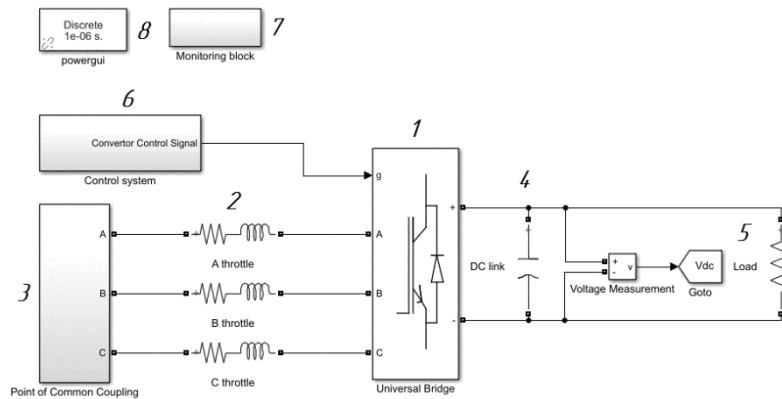 Discrete
1e-06 s.
powergui
8
Monitoring block
7
6
Convertor Control Signal
Control system
1
g
A
B
C
+
-
Universal Bridge
2
A
+
A throttle
B
+
B throttle
C
+
C throttle
3
Point of Common Coupling
4
+
DC link
+
-
v
Voltage Measurement
Vdc
Goto
5
+
Load